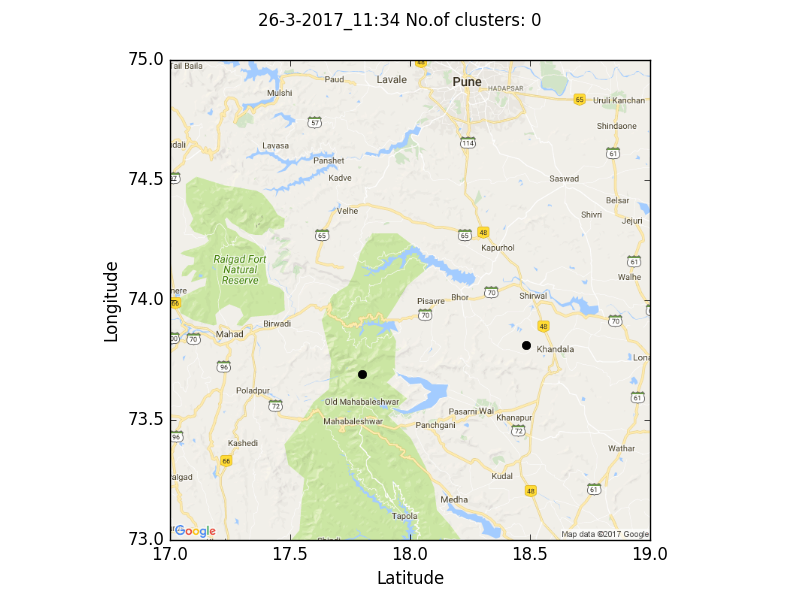 26-3-2017_11:34 No.of clusters: 0
75.0
Pune
Paud
Lavale
HADAPSAR
65
Uruli Kanchan
Mulshi
57
Shindaone
114
Lavasa
61
Panshet
Kadve
Saswad
74.5
Belsar
Velhe
Shivri
Jejuri
65
65
48
Kapurhol
Raigad Fort
Natural
Reserve
61
Walhe
70
74.0
Pisavre
Bhor
Shirwal
70
70
Birwadi
48
Mahad
70
Khandala
96
Poladpur
61
72
Old Mahabaleshwar
Pasarni
Wai
73.5
Mahabaleshwar
Panchgani
Khanapur
72
96
Kashedi
Wathar
66
Kudal
48
61
Medha
Tapola
Google
Map data ©2017 Google
73.0
17.0
17.5
18.0
18.5
19.0
Latitude
Longitude